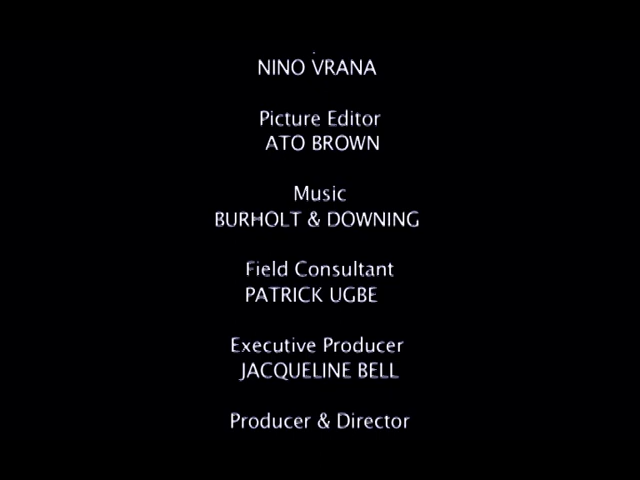 NINO VRANA
Picture Editor
ATO BROWN
Music
BURHOLT & DOWNING
Field Consultant
PATRICK UGBE
Executive Producer
JACQUELINE BELL
Producer & Director